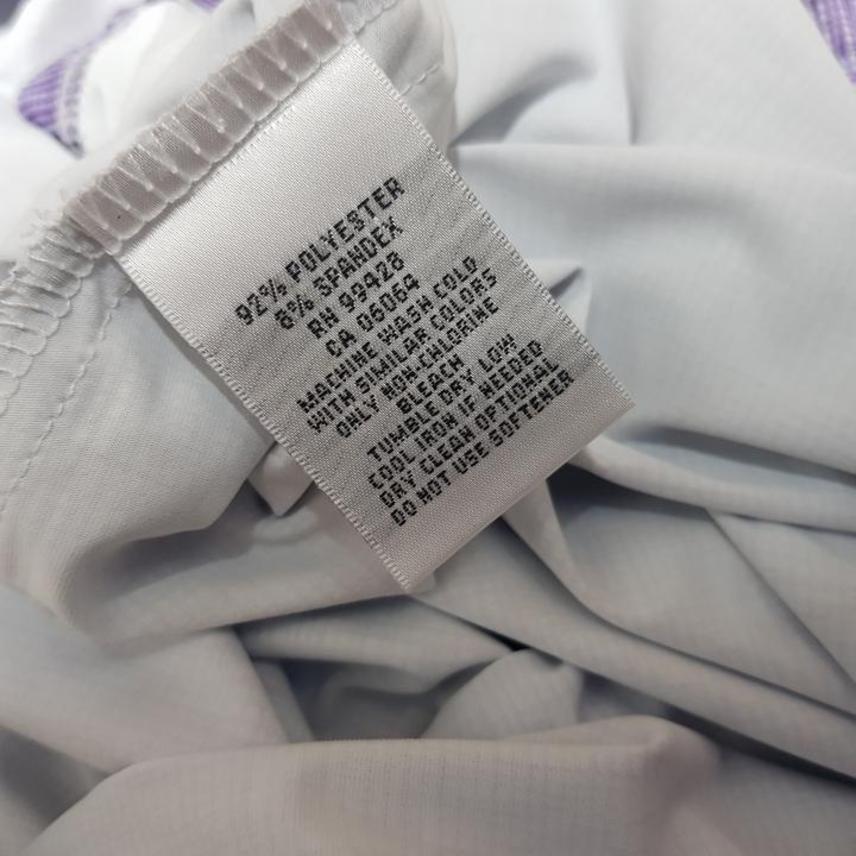 92% POLYESTER
8% SPANDEX
RN 99428
CA 06064
MACHINE WASH COLD
WITH SIMILAR COLORS
ONLY NON-CHLORINE
BLEACH
TUMBLE DRY LOW
COOL IRON IF NEEDED
DRY CLEAN OPTIONAL
DO NOT USE SOFTENER